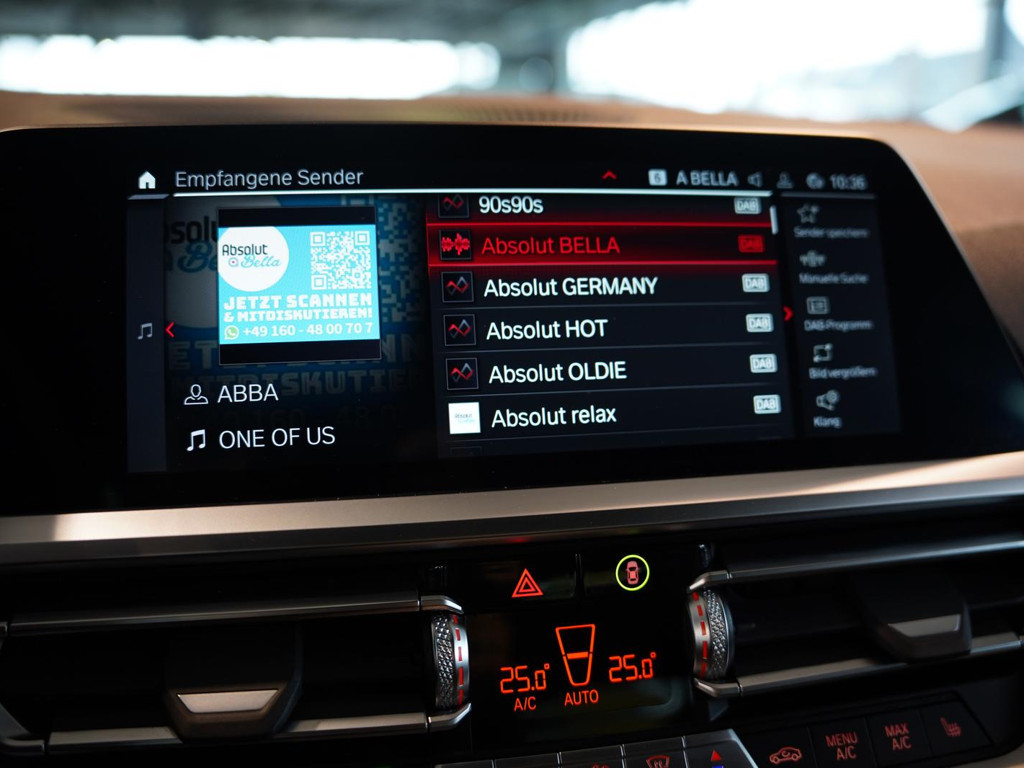 Empfangene Sender
6 A BELLA
10:36
Absolut
Bella
JETZT SCANNEN
& MITDISKUTIEREN!
+49 160 - 48 00 70 7
ABBA
ONE OF US
90s90s DAB
Absolut BELLA DAB
Absolut GERMANY DAB
Absolut HOT DAB
Absolut OLDIE DAB
Absolut relax DAB
Sender speichern
Manuelle Suche
DAB-Programm
Bild vergrößern
Klang
25.0°
A/C
AUTO
25.0°
MENU
A/C
MAX
A/C